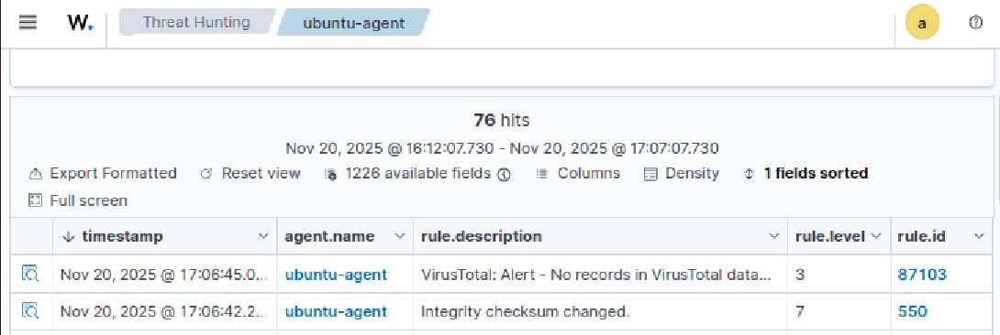 W. Threat Hunting ubuntu-agent a
76 hits
Nov 20, 2025 @ 16:12:07.730 - Nov 20, 2025 @ 17:07:07.730
Export Formatted Reset view 1226 available fields Columns Density 1 fields sorted
Full screen
timestamp agent.name rule.description rule.level rule.id
Nov 20, 2025 @ 17:06:45.0... ubuntu-agent VirusTotal: Alert - No records in VirusTotal data... 3 87103
Nov 20, 2025 @ 17:06:42.2... ubuntu-agent Integrity checksum changed. 7 550